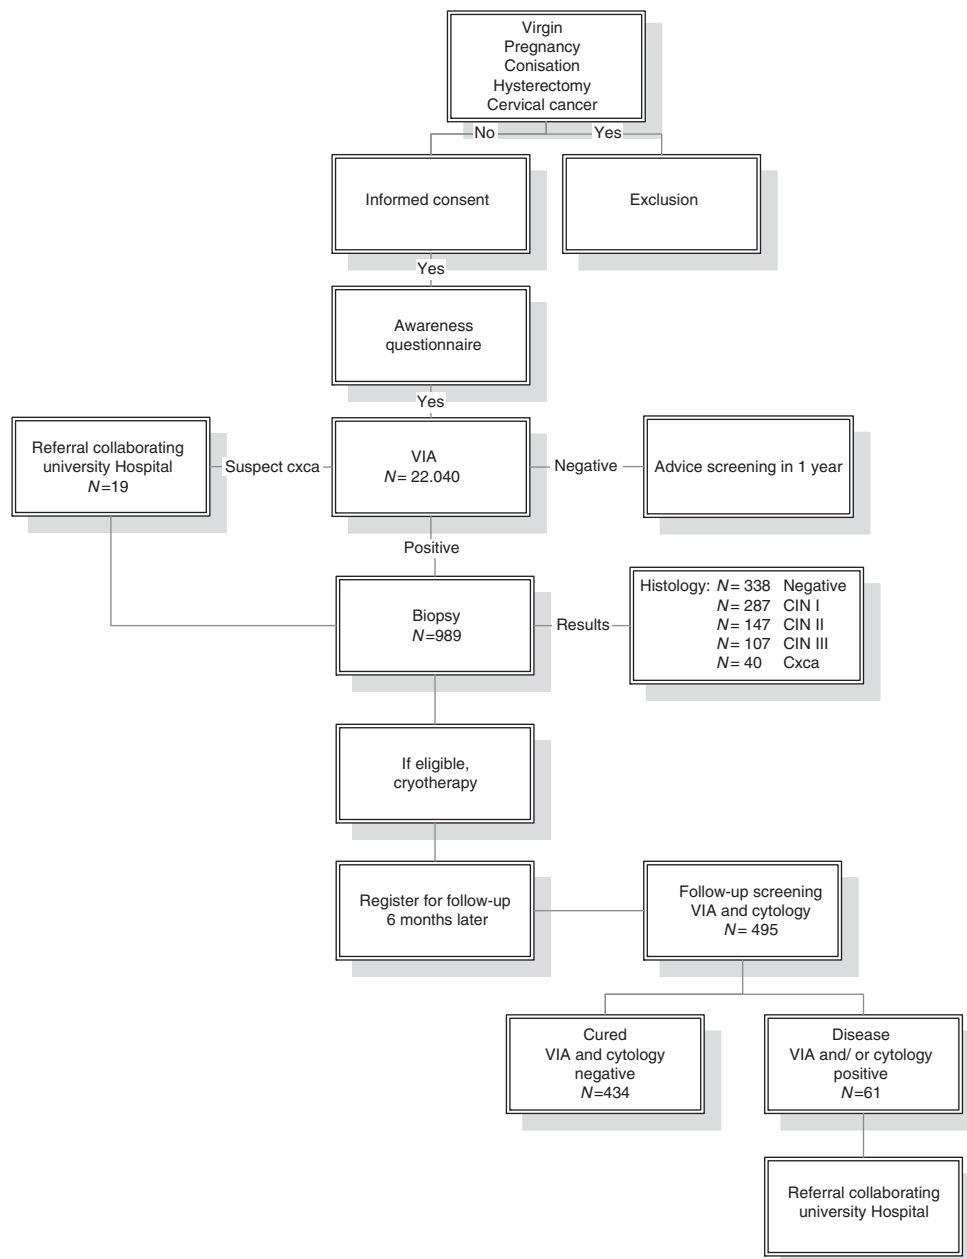 Virgin
Pregnancy
Conisation
Hysterectomy
Cervical cancer
No
Yes
Informed consent
Exclusion
Yes
Awareness
questionnaire
Yes
Referral collaborating
university Hospital
N=19
Suspect cxca
VIA
N= 22.040
Negative
Advice screening in 1 year
Positive
Biopsy
N=989
Results
Histology: N= 338 Negative
N= 287 CIN I
N= 147 CIN II
N= 107 CIN III
N= 40 Cxca
If eligible,
cryotherapy
Register for follow-up
6 months later
Follow-up screening
VIA and cytology
N= 495
Cured
VIA and cytology
negative
N=434
Disease
VIA and/ or cytology
positive
N=61
Referral collaborating
university Hospital